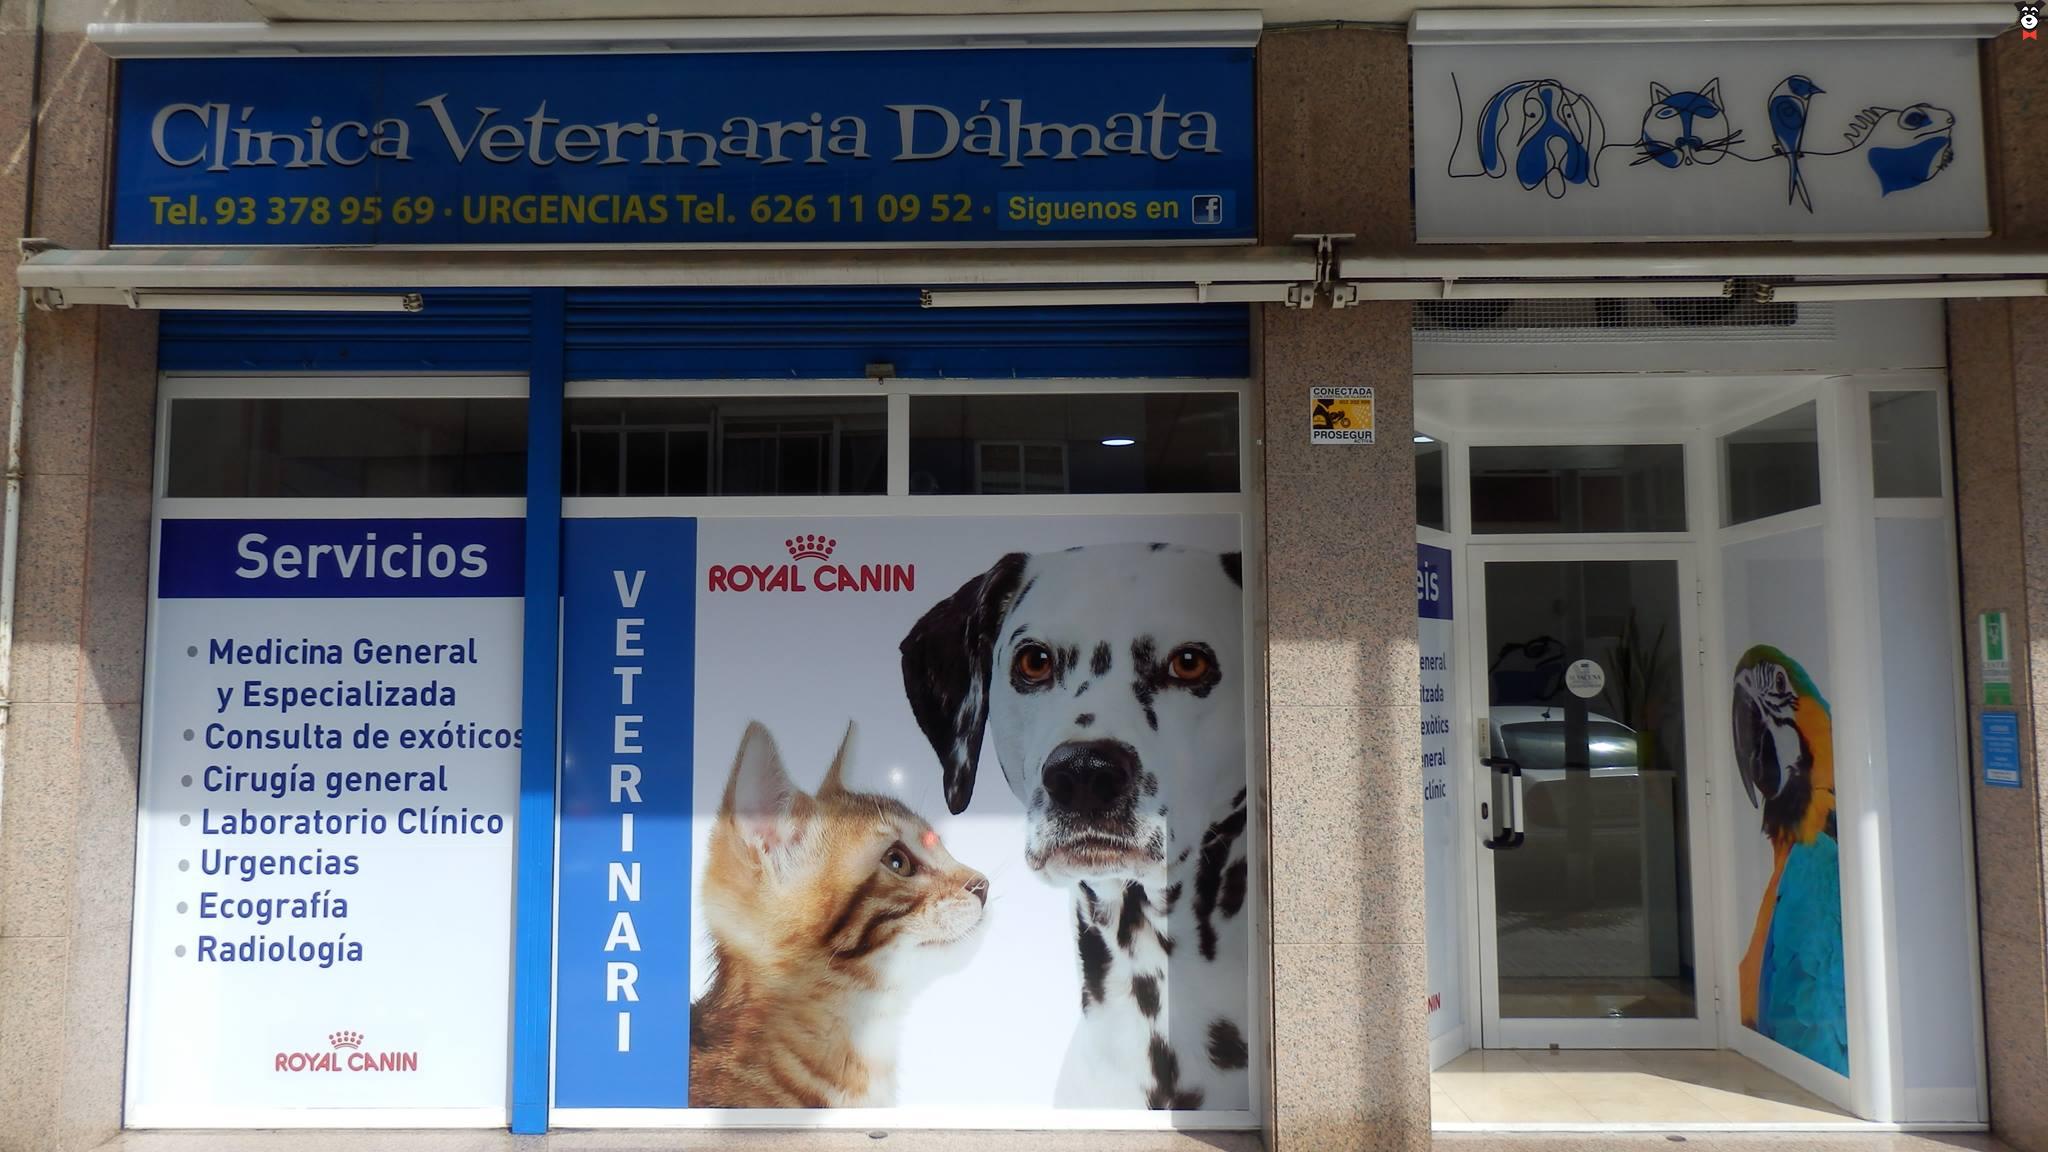 Clínica Veterinaria Dálmata
Tel. 93 378 95 69 · URGENCIAS Tel. 626 11 09 52 · Siguenos en f
CONECTADA
PROSEGUR
ACTIVA
Servicios
• Medicina General
y Especializada
• Consulta de exóticos
• Cirugía general
• Laboratorio Clínico
• Urgencias
• Ecografía
• Radiología
ROYAL CANIN
VETERINARI
ROYAL CANIN
eis
eneral
itzada
exòtics
eneral
clínic
NIN